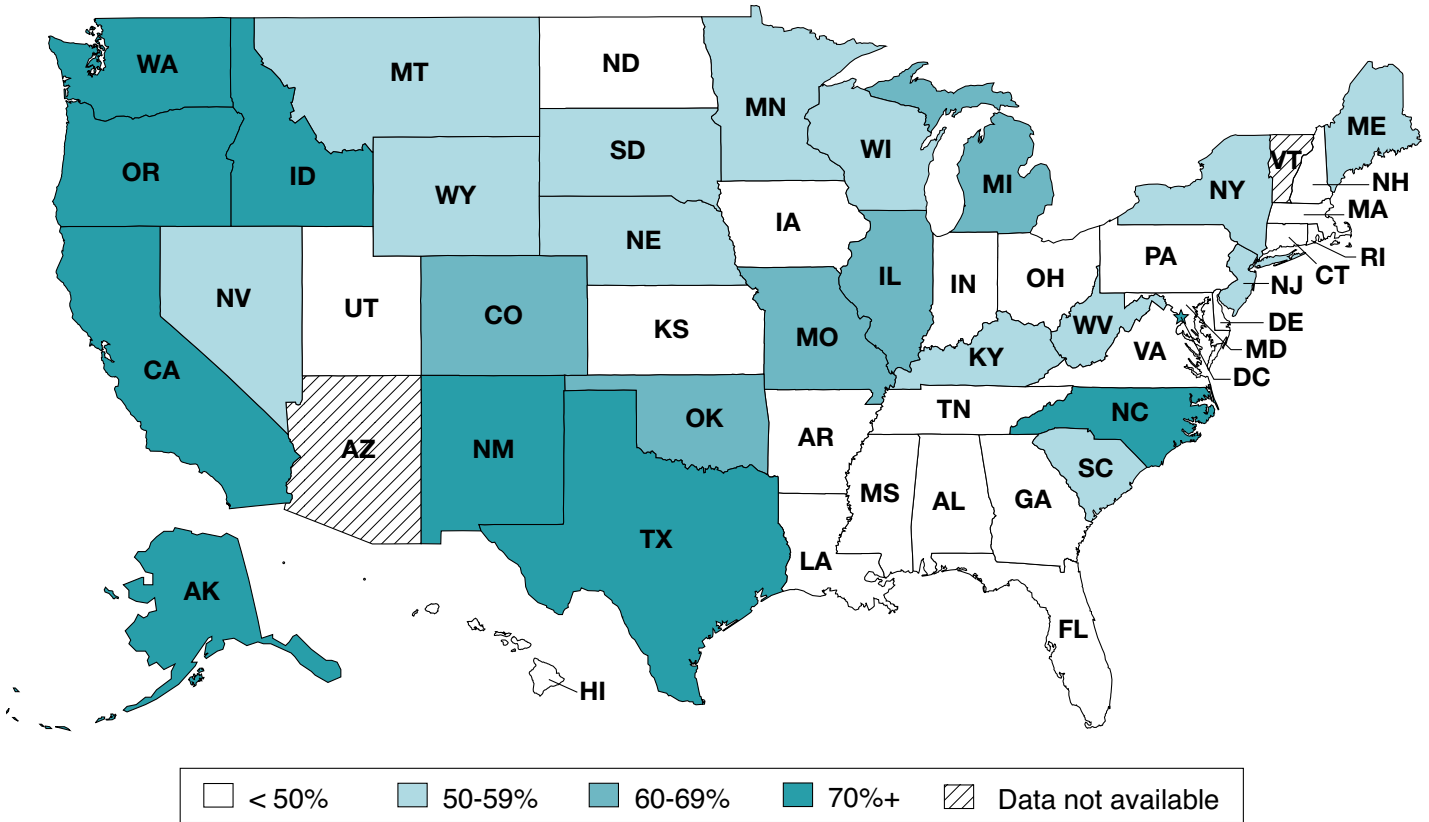 WA
MT
ND
MN
OR
ID
WY
SD
WI
MI
ME
VT
NY
NH
MA
RI
CT
NE
IA
NV
UT
CO
KS
IL
IN
OH
PA
NJ
DE
MD
DC
CA
MO
KY
WV
VA
AZ
NM
OK
AR
TN
NC
SC
MS
AL
GA
TX
LA
FL
AK
HI
< 50%
50-59%
60-69%
70%+
Data not available